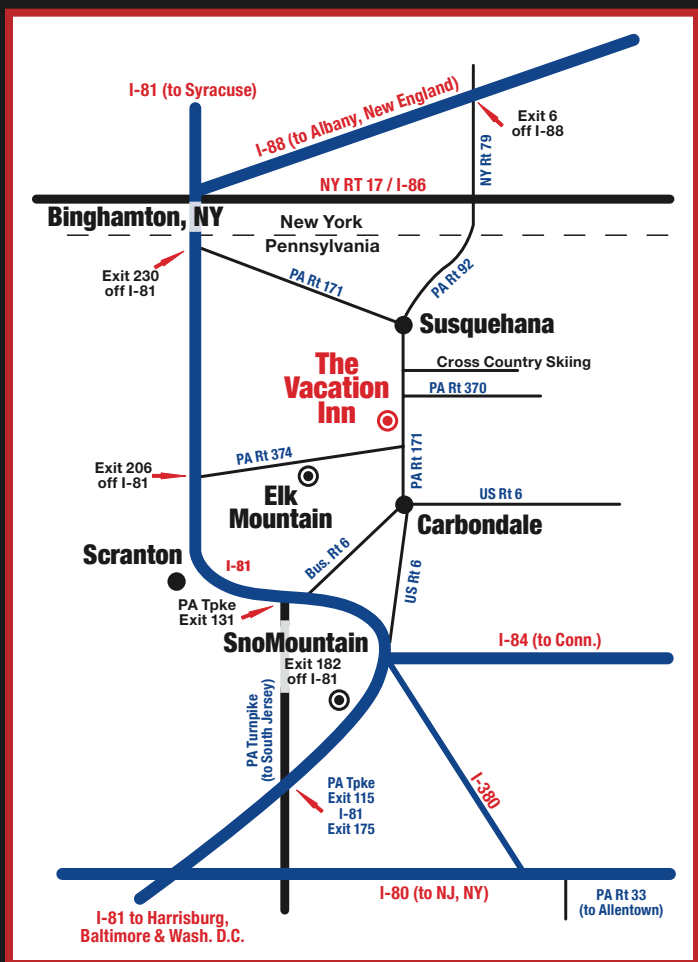 I-81 (to Syracuse)
I-88 (to Albany, New England)
Exit 6
off I-88
NY Rt 79
NY RT 17 / I-86
Binghamton, NY
New York
Pennsylvania
Exit 230
off I-81
PA Rt 171
PA Rt 92
Susquehana
The
Vacation
Inn
Cross Country Skiing
PA Rt 370
PA Rt 171
PA Rt 374
Exit 206
off I-81
Elk
Mountain
US Rt 6
Carbondale
Scranton
I-81
Bus. Rt 6
US Rt 6
PA Tpke
Exit 131
SnoMountain
Exit 182
off I-81
I-84 (to Conn.)
PA Turnpike
(to South Jersey)
PA Tpke
Exit 115
I-81
Exit 175
I-380
I-80 (to NJ, NY)
PA Rt 33
(to Allentown)
I-81 to Harrisburg,
Baltimore & Wash. D.C.